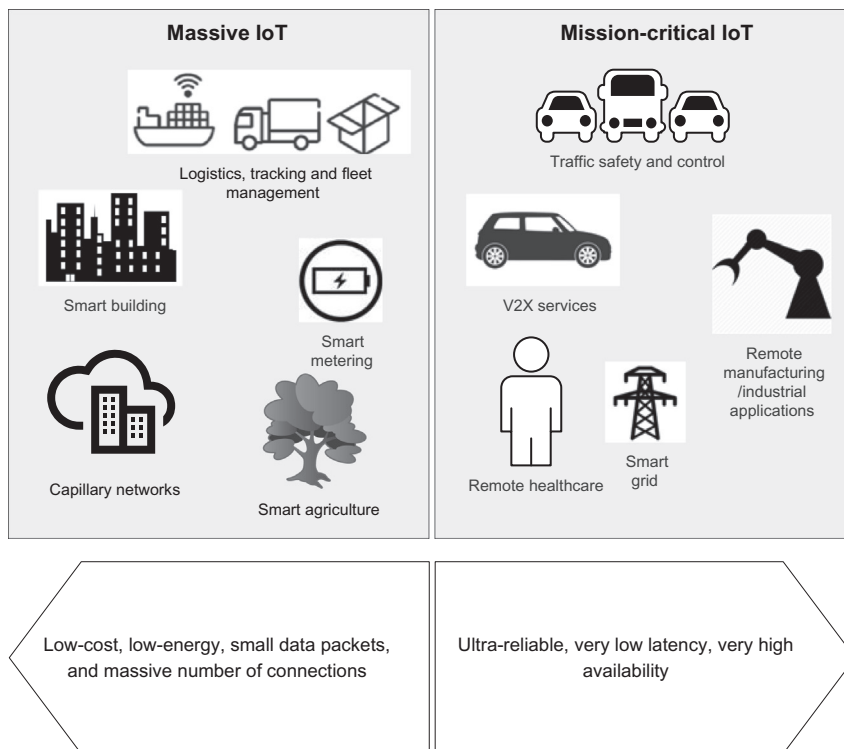 Massive IoT
Logistics, tracking and fleet
management
Smart building
Smart
metering
Capillary networks
Smart agriculture
Mission-critical IoT
Traffic safety and control
V2X services
Remote
manufacturing
/industrial
applications
Remote healthcare
Smart
grid
Low-cost, low-energy, small data packets,
and massive number of connections
Ultra-reliable, very low latency, very high
availability